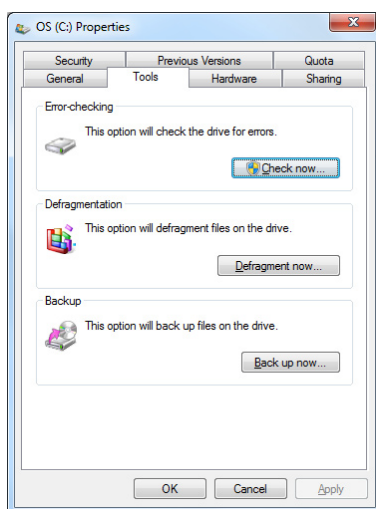 OS (C:) Properties
Security Previous Versions Quota
General Tools Hardware Sharing
Error-checking
This option will check the drive for errors.
Check now...
Defragmentation
This option will defragment files on the drive.
Defragment now...
Backup
This option will back up files on the drive.
Back up now...
OK Cancel Apply